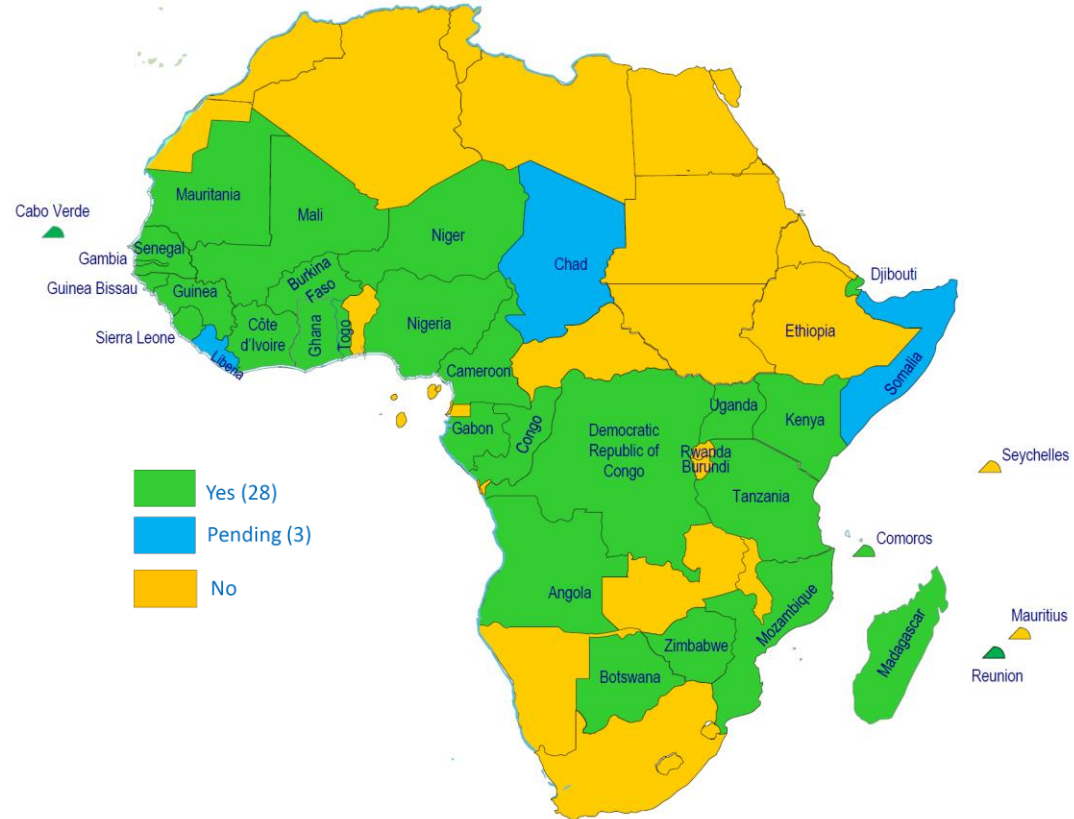 Mauritania
Mali
Niger
Chad
Cabo Verde
Senegal
Gambia
Guinea Bissau
Guinea
Burkina
Faso
Djibouti
Sierra Leone
Liberia
Côte
d'Ivoire
Ghana
Togo
Nigeria
Ethiopia
Somalia
Cameroon
Gabon
Congo
Democratic
Republic of
Congo
Uganda
Kenya
Rwanda
Burundi
Tanzania
Seychelles
Yes (28)
Pending (3)
No
Comoros
Angola
Mozambique
Madagascar
Mauritius
Reunion
Zimbabwe
Botswana